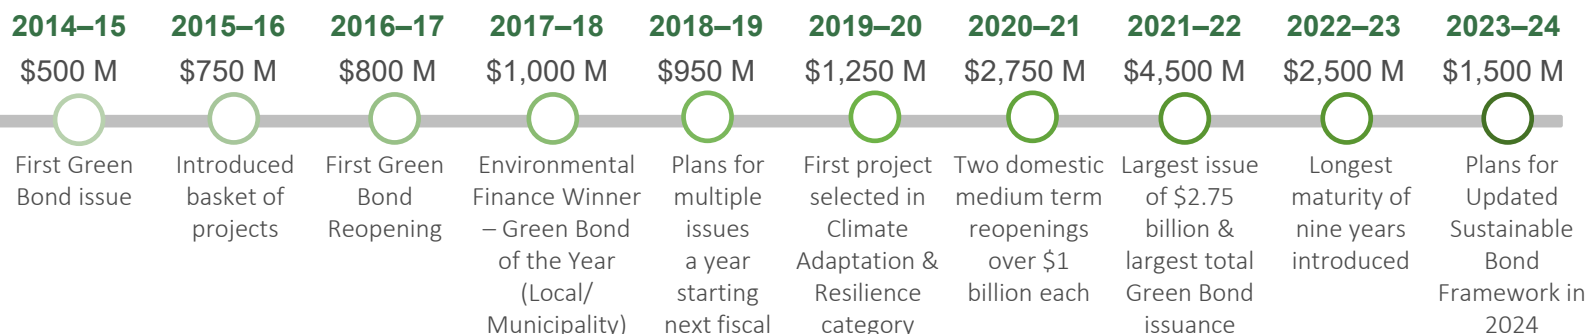 2014–15
$500 M
First Green
Bond issue
2015–16
$750 M
Introduced
basket of
projects
2016–17
$800 M
First Green
Bond
Reopening
2017–18
$1,000 M
Environmental
Finance Winner
– Green Bond
of the Year
(Local/
Municipality)
2018–19
$950 M
Plans for
multiple
issues
a year
starting
next fiscal
2019–20
$1,250 M
First project
selected in
Climate
Adaptation &
Resilience
category
2020–21
$2,750 M
Two domestic
medium term
reopenings
over $1
billion each
2021–22
$4,500 M
Largest issue
of $2.75
billion &
largest total
Green Bond
issuance
2022–23
$2,500 M
Longest
maturity of
nine years
introduced
2023–24
$1,500 M
Plans for
Updated
Sustainable
Bond
Framework in
2024